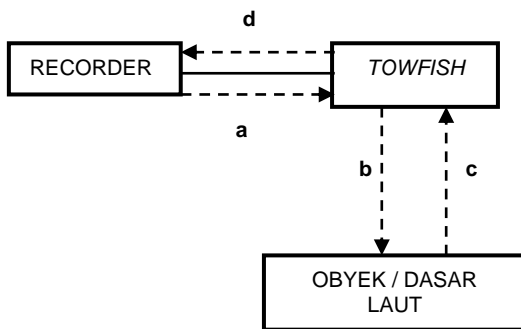 d
RECORDER
TOWFISH
a
b
c
OBYEK / DASAR
LAUT